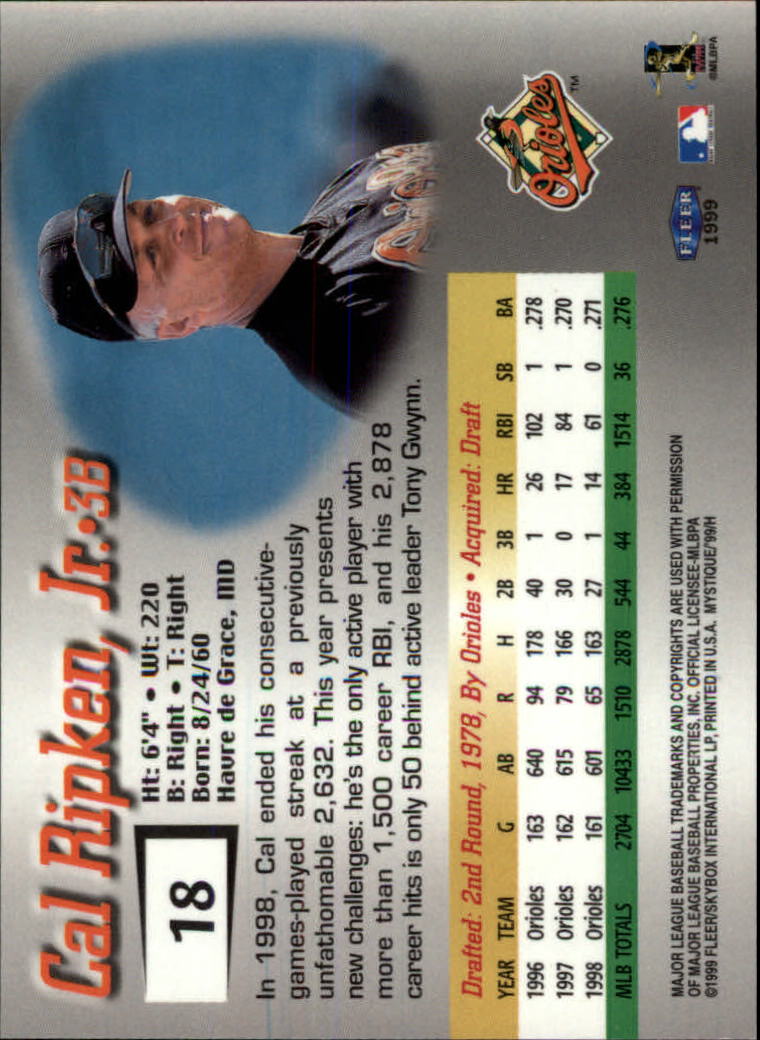 Cal Ripken, Jr.•3B
18
Ht: 6'4" • Wt: 220
B: Right • T: Right
Born: 8/24/60
Havre de Grace, MD
In 1998, Cal ended his consecutive-
games-played streak at a previously
unfathomable 2,632. This year presents
new challenges: he's the only active player with
more than 1,500 career RBI, and his 2,878
career hits is only 50 behind active leader Tony Gwynn.
Drafted: 2nd Round, 1978, By Orioles • Acquired: Draft
YEAR TEAM G AB R H 2B 3B HR RBI SB BA
1996 Orioles 163 640 94 178 40 1 26 102 1 .278
1997 Orioles 162 615 79 166 30 0 17 84 1 .270
1998 Orioles 161 601 65 163 27 1 14 61 0 .271
MLB TOTALS 2704 10433 1510 2878 544 44 384 1514 36 .276
Orioles TM
MAJOR LEAGUE BASEBALL TRADEMARKS AND COPYRIGHTS ARE USED WITH PERMISSION
OF MAJOR LEAGUE BASEBALL PROPERTIES, INC. OFFICIAL LICENSEE-MLBPA
©1999 FLEER/SKYBOX INTERNATIONAL LP, PRINTED IN U.S.A. MYSTIQUE/'99/H
FLEER
1999
©MLBPA